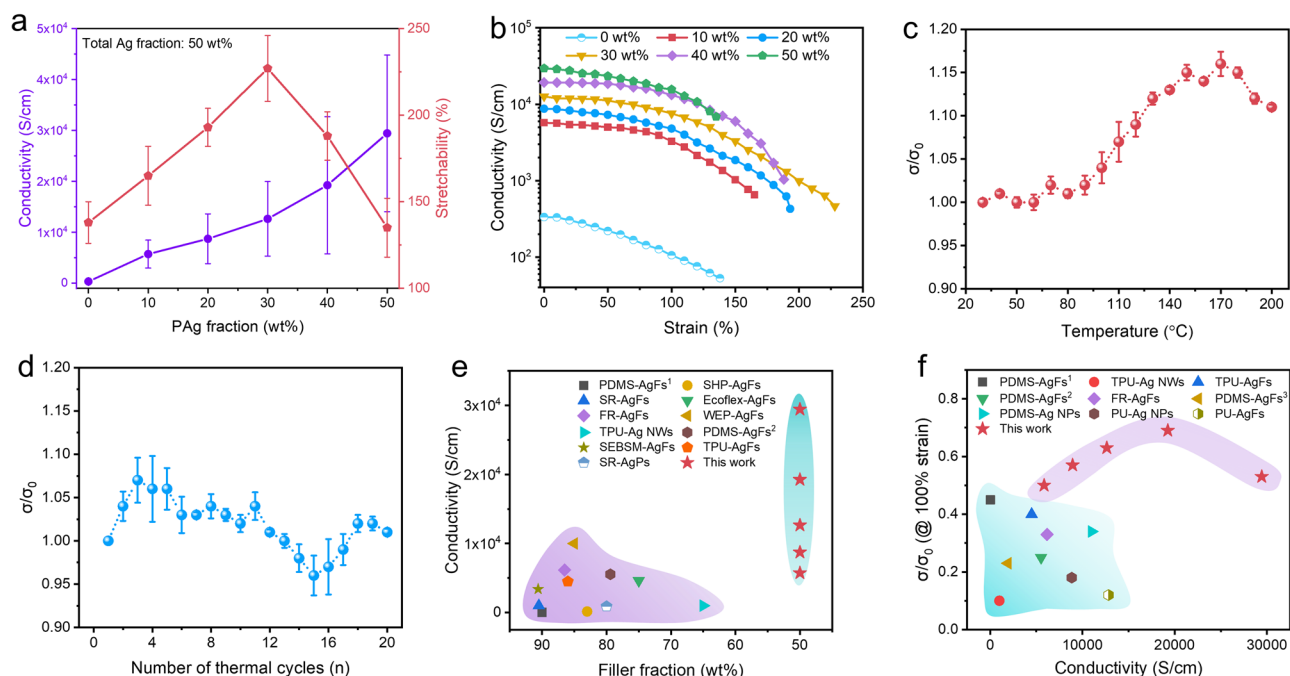 a
Total Ag fraction: 50 wt%
5x10⁴
4x10⁴
3x10⁴
2x10⁴
1x10⁴
0
Conductivity (S/cm)
250
200
150
100
Stretchability (%)
0 10 20 30 40 50
PAg fraction (wt%)
b
0 wt% 10 wt% 20 wt%
30 wt% 40 wt% 50 wt%
10⁵
10⁴
10³
10²
Conductivity (S/cm)
0 50 100 150 200 250
Strain (%)
c
1.20
1.15
1.10
1.05
1.00
0.95
0.90
σ/σ₀
20 50 80 110 140 170 200
Temperature (°C)
d
1.20
1.15
1.10
1.05
1.00
0.95
0.90
σ/σ₀
0 4 8 12 16 20
Number of thermal cycles (n)
e
PDMS-AgFs¹ SHP-AgFs
SR-AgFs Ecoflex-AgFs
FR-AgFs WEP-AgFs
TPU-Ag NWs PDMS-AgFs²
SEBSM-AgFs TPU-AgFs
SR-AgPs This work
3x10⁴
2x10⁴
1x10⁴
0
Conductivity (S/cm)
90 80 70 60 50
Filler fraction (wt%)
f
PDMS-AgFs¹ TPU-Ag NWs TPU-AgFs
PDMS-AgFs² FR-AgFs PDMS-AgFs³
PDMS-Ag NPs PU-Ag NPs PU-AgFs
This work
1.0
0.8
0.6
0.4
0.2
0.0
σ/σ₀ (@ 100% strain)
0 10000 20000 30000
Conductivity (S/cm)